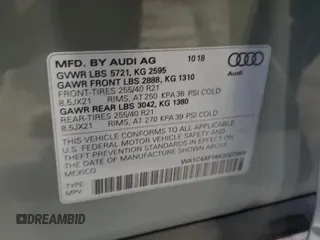 MFD. BY AUDI AG 10 18
GVWR LBS 5721, KG 2595
GAWR FRONT LBS 2888, KG 1310
FRONT-TIRES 255/40 R21
8.5JX21 RIMS, AT 250 KPA 36 PSI COLD
GAWR REAR LBS 3042, KG 1380
REAR-TIRES 255/40 R21
8.5JX21 RIMS, AT 270 KPA 39 PSI COLD
Audi
THIS VEHICLE CONFORMS TO ALL APPLICABLE
U.S. FEDERAL MOTOR VEHICLE SAFETY
STANDARDS IN EFFECT ON
THE DATE OF MANUFACTURE SHOWN ABOVE
TYPE:
MPV
MEXICO
DREAMBID